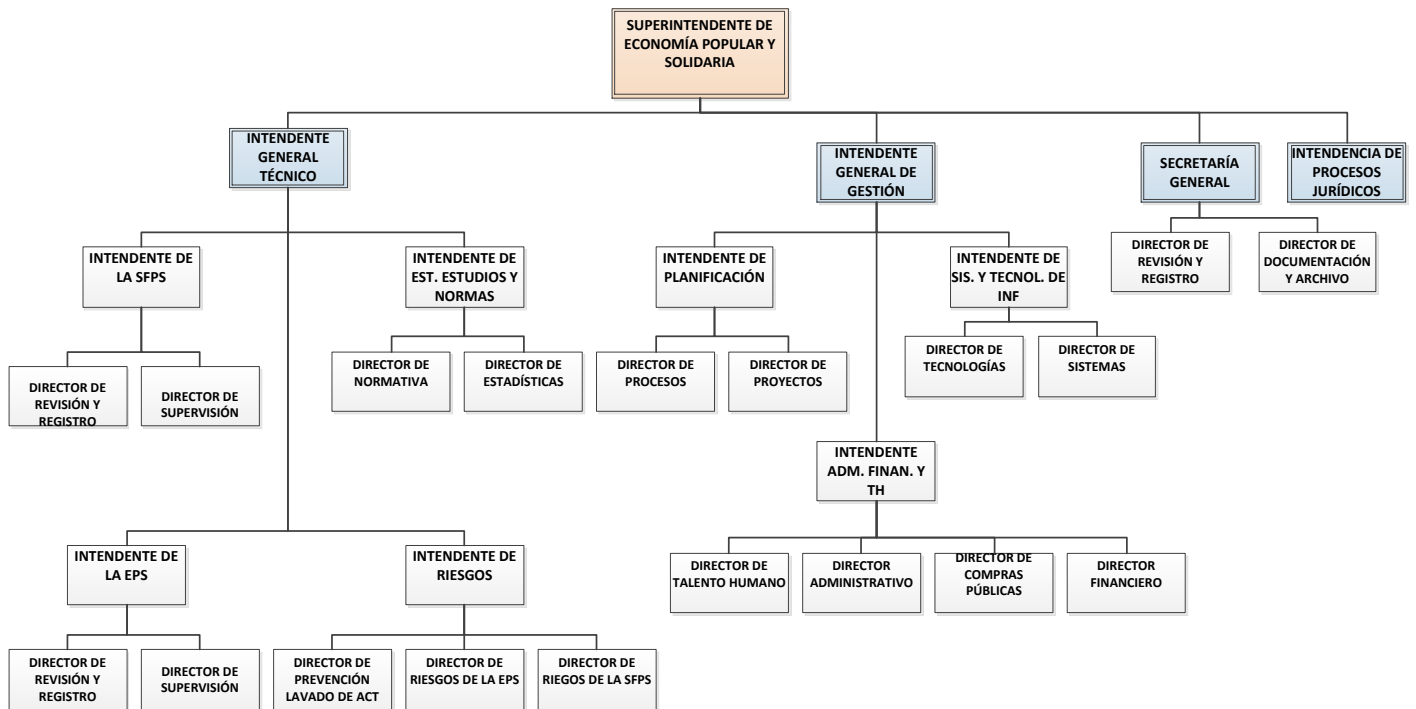 SUPERINTENDENTE DE
ECONOMÍA POPULAR Y
SOLIDARIA
INTENDENTE
GENERAL
TÉCNICO
INTENDENTE
GENERAL DE
GESTIÓN
SECRETARÍA
GENERAL
INTENDENCIA DE
PROCESOS
JURÍDICOS
INTENDENTE DE
LA SFPS
INTENDENTE DE
EST. ESTUDIOS Y
NORMAS
INTENDENTE DE
PLANIFICACIÓN
INTENDENTE DE
SIS. Y TECNOL. DE
INF
DIRECTOR DE
REVISIÓN Y
REGISTRO
DIRECTOR DE
DOCUMENTACIÓN
Y ARCHIVO
DIRECTOR DE
REVISIÓN Y
REGISTRO
DIRECTOR DE
SUPERVISIÓN
DIRECTOR DE
NORMATIVA
DIRECTOR DE
ESTADÍSTICAS
DIRECTOR DE
PROCESOS
DIRECTOR DE
PROYECTOS
DIRECTOR DE
TECNOLOGÍAS
DIRECTOR DE
SISTEMAS
INTENDENTE
ADM. FINAN. Y
TH
INTENDENTE DE
LA EPS
INTENDENTE DE
RIESGOS
DIRECTOR DE
TALENTO HUMANO
DIRECTOR
ADMINISTRATIVO
DIRECTOR DE
COMPRAS
PÚBLICAS
DIRECTOR
FINANCIERO
DIRECTOR DE
REVISIÓN Y
REGISTRO
DIRECTOR DE
SUPERVISIÓN
DIRECTOR DE
PREVENCIÓN
LAVADO DE ACT
DIRECTOR DE
RIESGOS DE LA EPS
DIRECTOR DE
RIEGOS DE LA SFPS